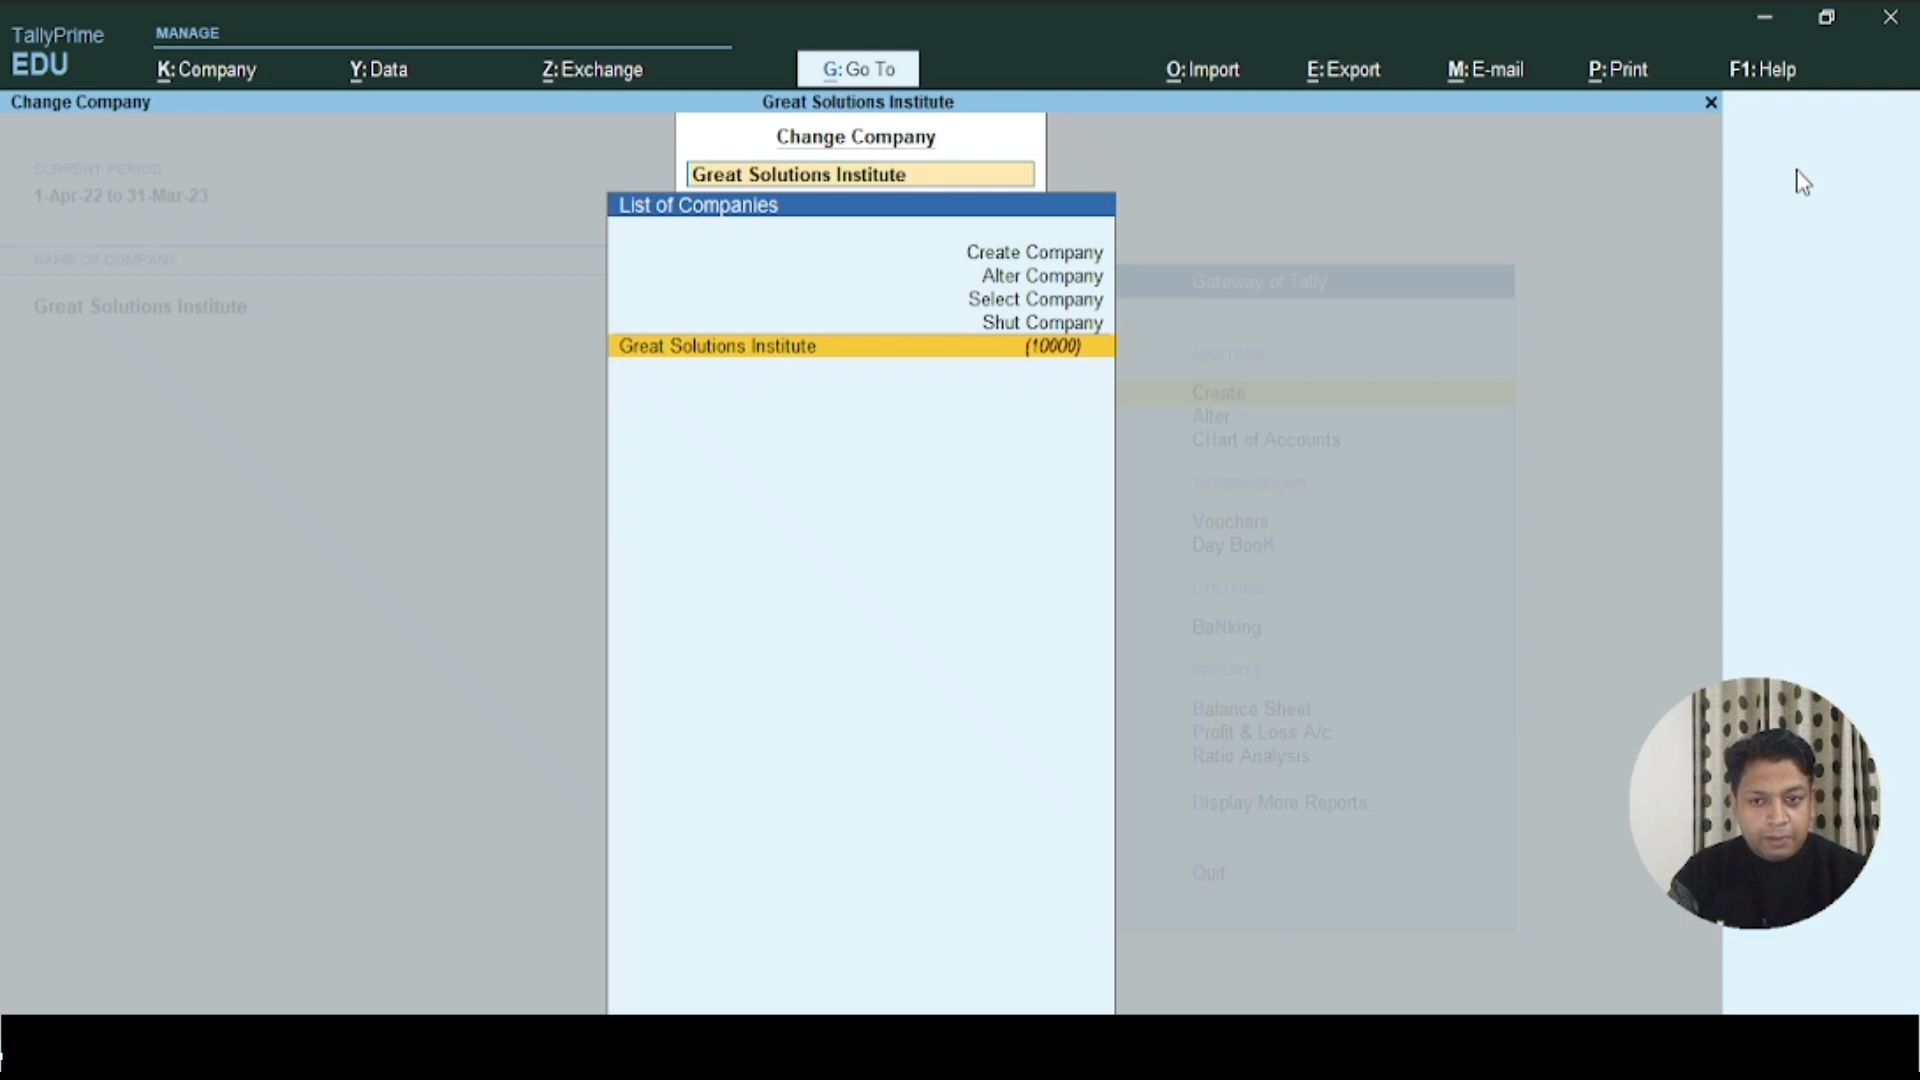 TallyPrime
EDU
MANAGE
K: Company
Y: Data
Z: Exchange
G: Go To
O: Import
E: Export
M: E-mail
P: Print
F1: Help
Change Company
Great Solutions Institute
Change Company
Great Solutions Institute
List of Companies
Create Company
Alter Company
Select Company
Shut Company
Great Solutions Institute (10000)
CURRENT PERIOD
1-Apr-22 to 31-Mar-23
NAME OF COMPANY
Great Solutions Institute
Gateway of Tally
MASTERS
Create
Alter
CHart of Accounts
TRANSACTIONS
Vouchers
Day BooK
UTILITIES
BaNking
REPORTS
Balance Sheet
Profit & Loss A/c
Ratio Analysis
Display More Reports
Quit